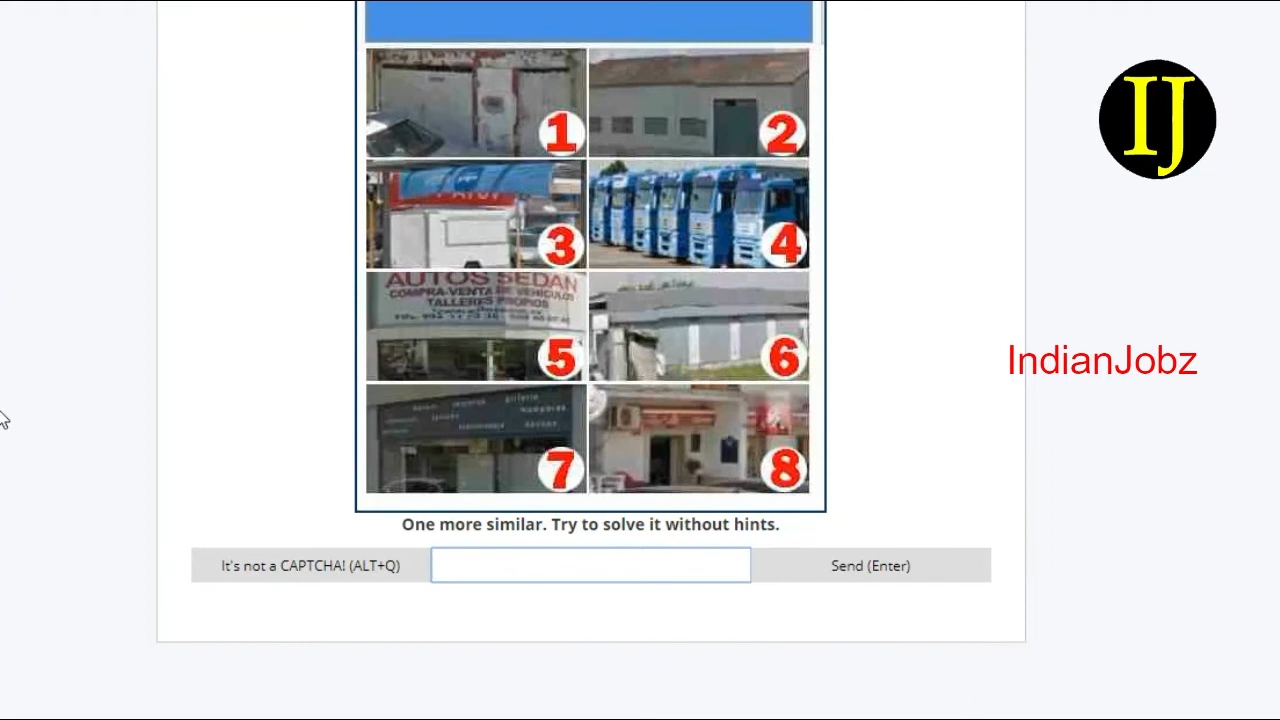 IJ
1
2
3
4
AUTOS SEDAN
COMPRA-VENTA DE VEHICULOS
TALLERES PROPIOS
5
6
7
8
IndianJobz
One more similar. Try to solve it without hints.
It's not a CAPTCHA! (ALT+Q)
Send (Enter)